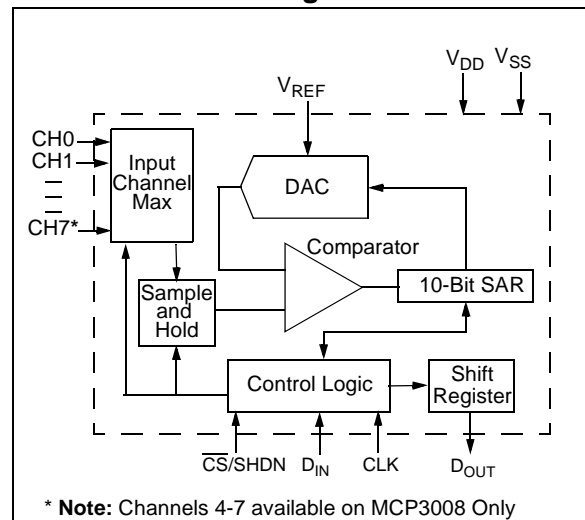 V_DD V_SS
V_REF
CH0
CH1
CH7*
Input
Channel
Max
DAC
Comparator
Sample
and
Hold
10-Bit SAR
Control Logic
Shift
Register
CS/SHDN D_IN CLK D_OUT
* Note: Channels 4-7 available on MCP3008 Only